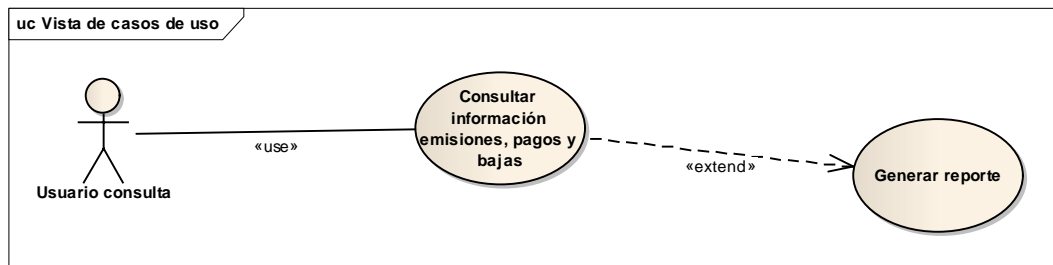 uc Vista de casos de uso
Usuario consulta
«use»
Consultar
información
emisiones, pagos y
bajas
«extend»
Generar reporte